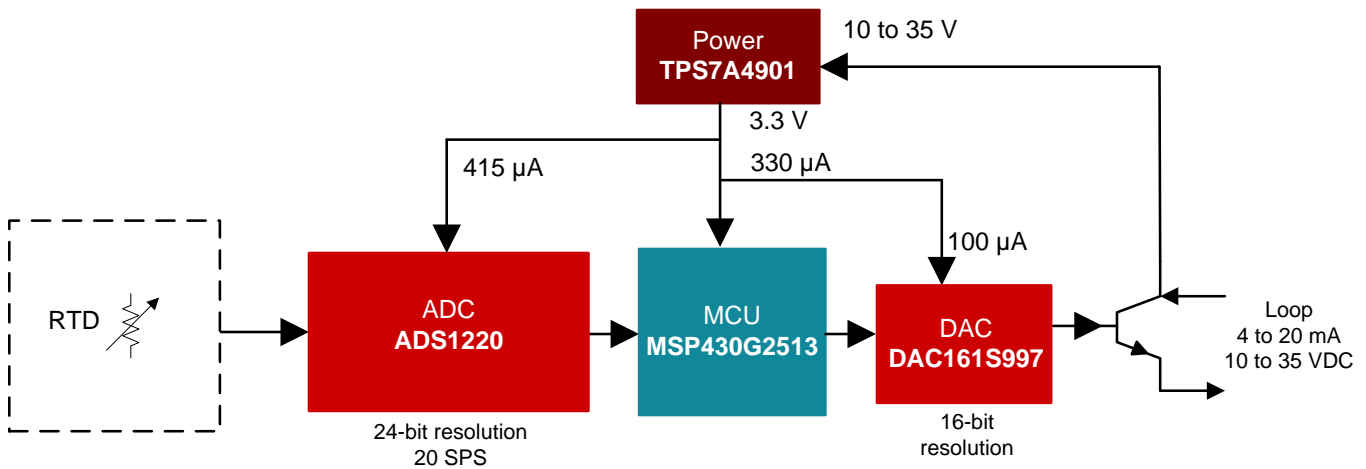 Power
TPS7A4901
10 to 35 V
3.3 V
415 µA
330 µA
100 µA
RTD
ADC
ADS1220
MCU
MSP430G2513
DAC
DAC161S997
Loop
4 to 20 mA
10 to 35 VDC
24-bit resolution
20 SPS
16-bit
resolution